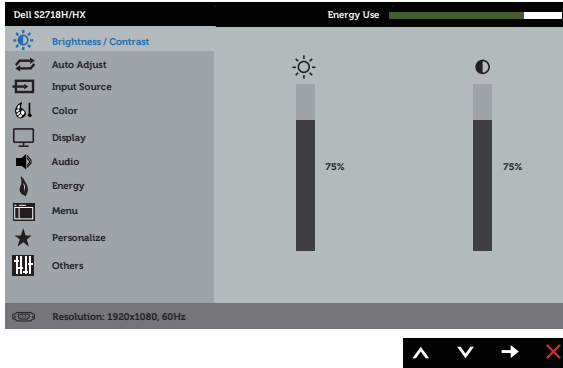 Dell S2718H/HX Energy Use
Brightness / Contrast
Auto Adjust
Input Source
Color
Display
Audio
Energy
Menu
Personalize
Others
75% 75%
Resolution: 1920x1080, 60Hz